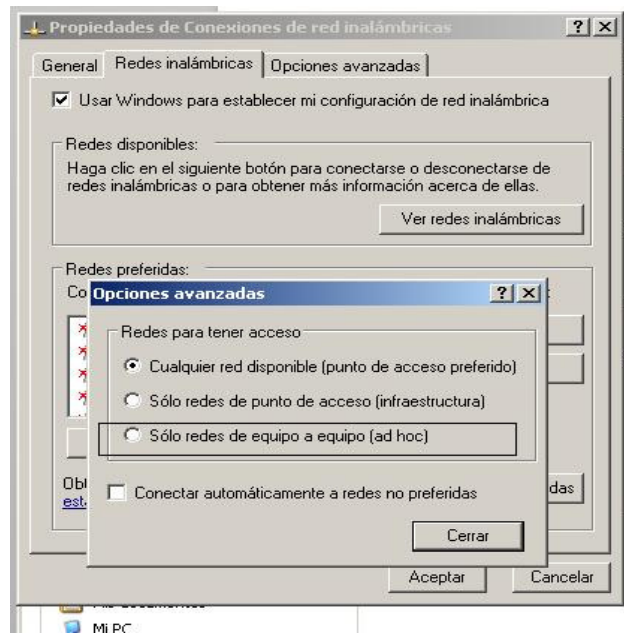 Propiedades de Conexiones de red inalámbricas
General
Redes inalámbricas
Opciones avanzadas
Usar Windows para establecer mi configuración de red inalámbrica
Redes disponibles:
Haga clic en el siguiente botón para conectarse o desconectarse de
redes inalámbricas o para obtener más información acerca de ellas.
Ver redes inalámbricas
Redes preferidas:
Co
Opciones avanzadas
Redes para tener acceso
Cualquier red disponible (punto de acceso preferido)
Sólo redes de punto de acceso (infraestructura)
Sólo redes de equipo a equipo (ad hoc)
Conectar automáticamente a redes no preferidas
est
das
Cerrar
Aceptar
Cancelar
Mi PC